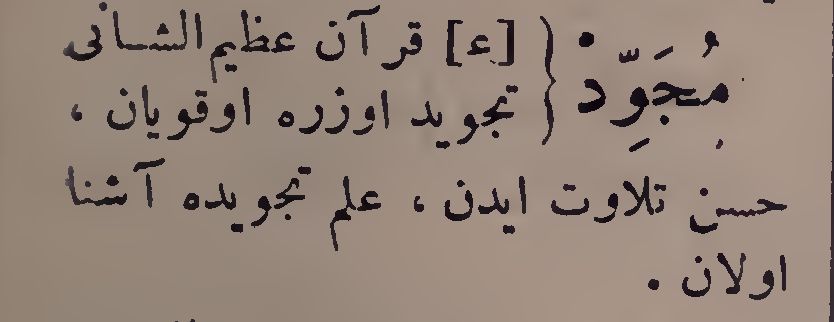 مُجَوِّدْ { [ع] قرآن عظیم‌الشانی
تجوید اوزره اوقویان ،
حسن تلاوت ایدن ، علم تجویده آشنا
اولان .